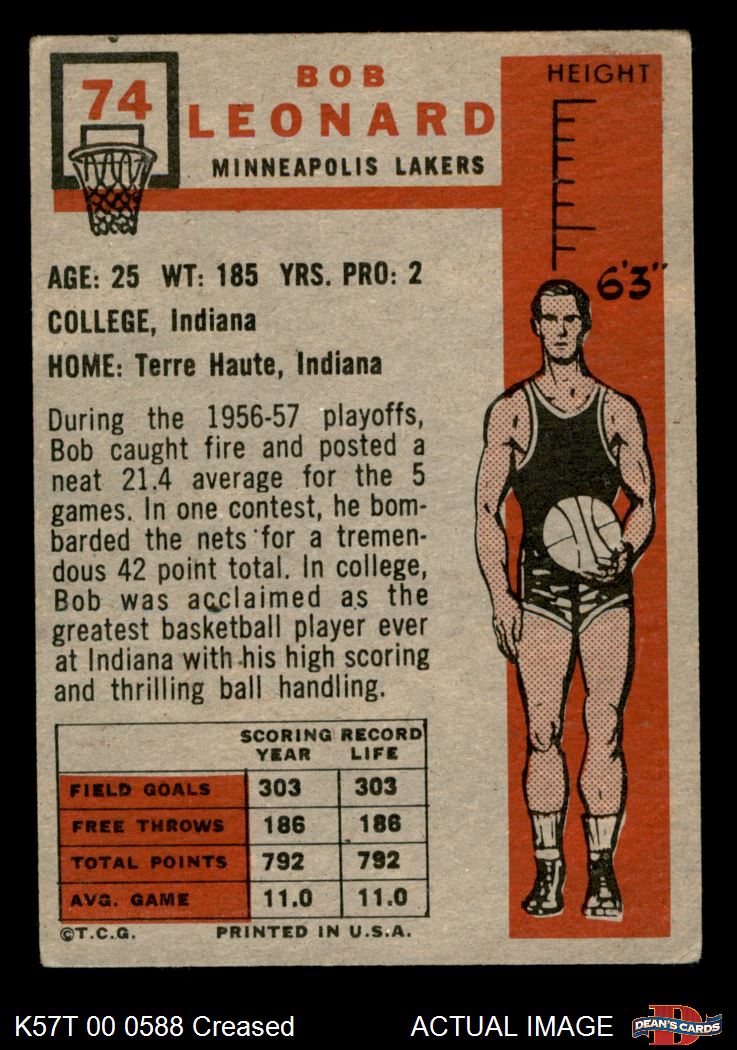 74
BOB
LEONARD
MINNEAPOLIS LAKERS
HEIGHT
6'3"
AGE: 25 WT: 185 YRS. PRO: 2
COLLEGE, Indiana
HOME: Terre Haute, Indiana
During the 1956-57 playoffs,
Bob caught fire and posted a
neat 21.4 average for the 5
games. In one contest, he bom-
barded the nets for a tremen-
dous 42 point total. In college,
Bob was acclaimed as the
greatest basketball player ever
at Indiana with his high scoring
and thrilling ball handling.
SCORING RECORD
YEAR LIFE
FIELD GOALS 303 303
FREE THROWS 186 186
TOTAL POINTS 792 792
AVG. GAME 11.0 11.0
©T.C.G. PRINTED IN U.S.A.
K57T 00 0588 Creased ACTUAL IMAGE
D
DEAN'S CARDS